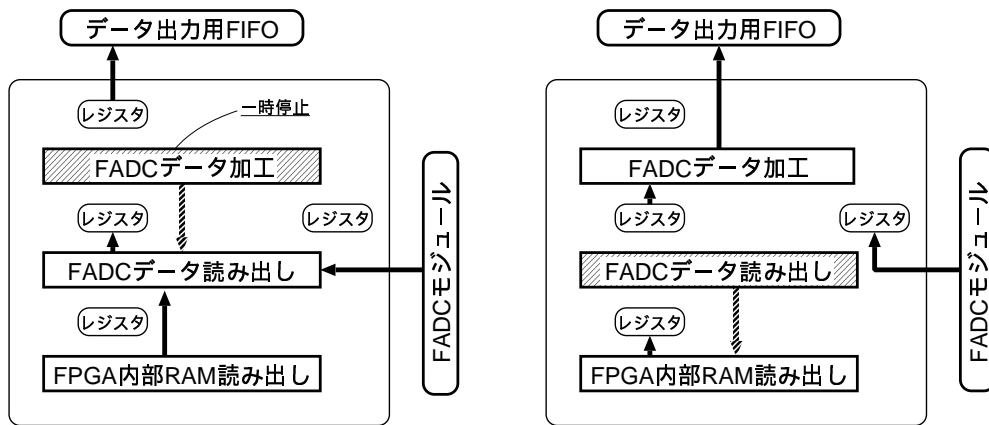 データ出力用FIFO
レジスタ
一時停止
FADCデータ加工
レジスタ
レジスタ
FADCデータ読み出し
レジスタ
FPGA内部RAM読み出し
FADCモジュール
データ出力用FIFO
レジスタ
FADCデータ加工
レジスタ
レジスタ
FADCデータ読み出し
レジスタ
FPGA内部RAM読み出し
FADCモジュール